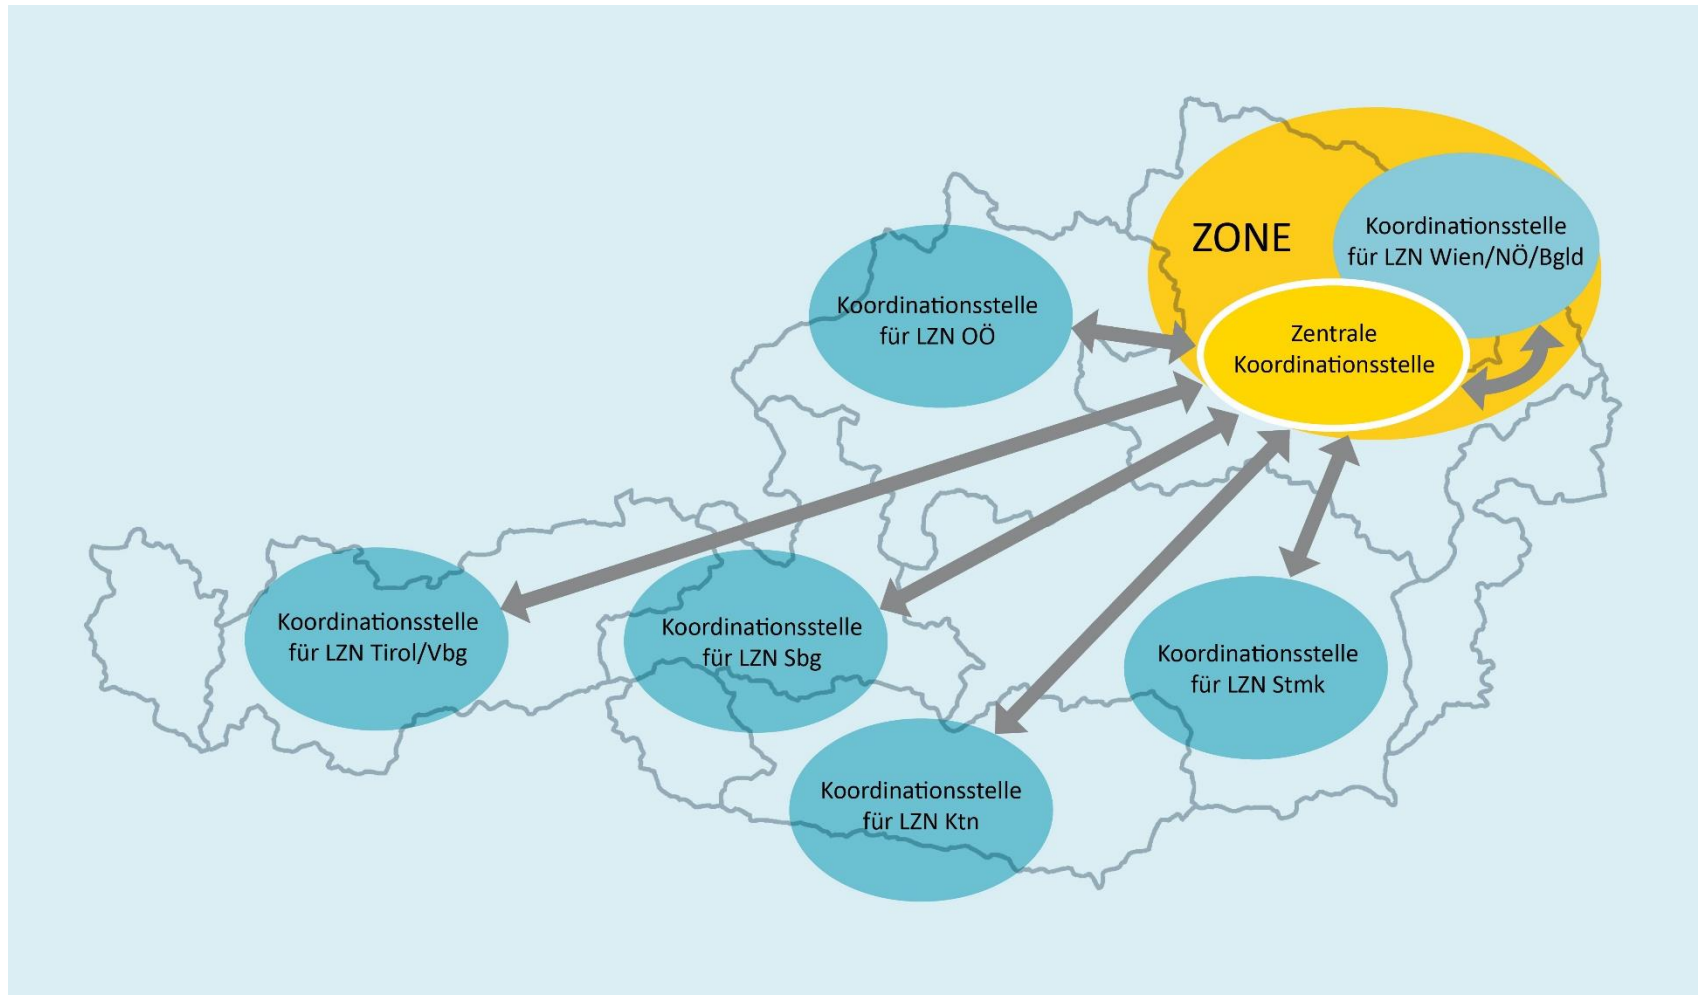 ZONE
Koordinationsstelle
für LZN Wien/NÖ/Bgld
Koordinationsstelle
für LZN OÖ
Zentrale
Koordinationsstelle
Koordinationsstelle
für LZN Tirol/Vbg
Koordinationsstelle
für LZN Sbg
Koordinationsstelle
für LZN Stmk
Koordinationsstelle
für LZN Ktn